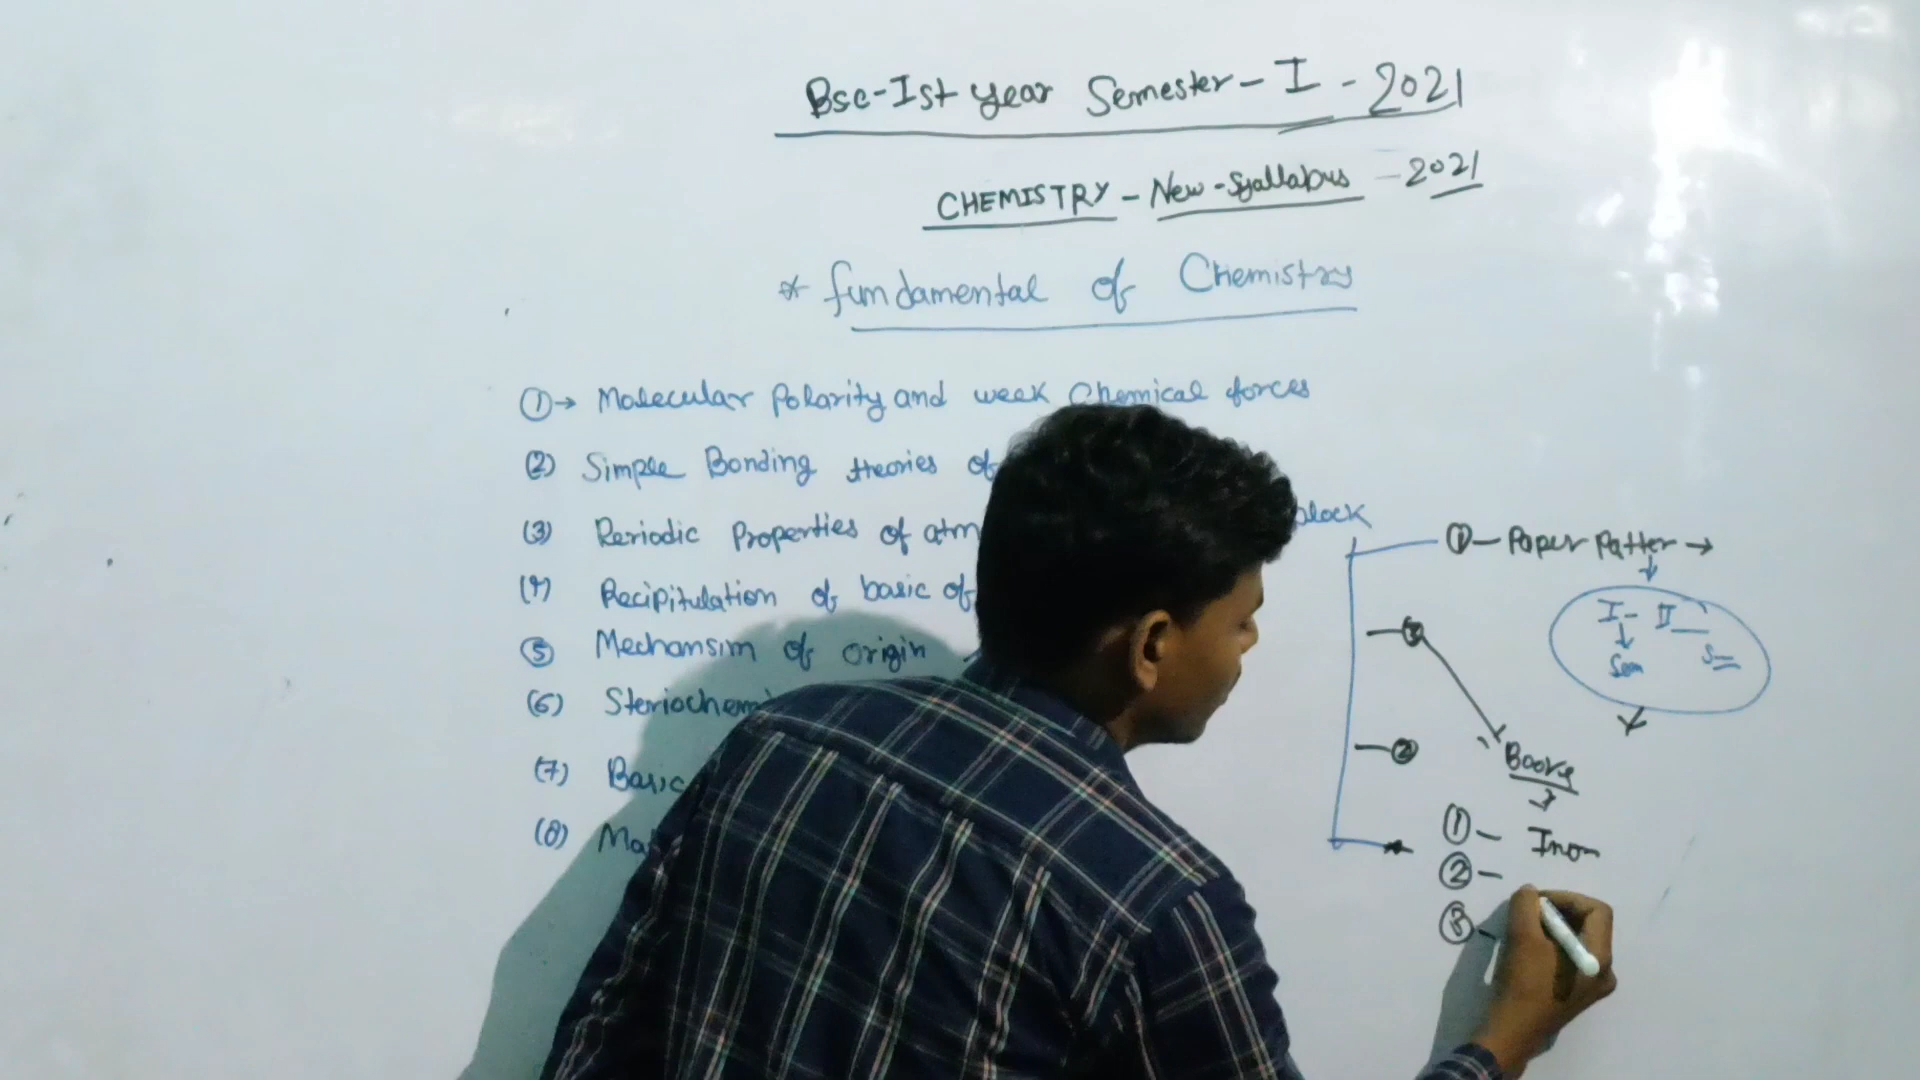 Bsc-Ist year Semester-I-2021
CHEMISTRY-New-Syallabus-2021
* fundamental of Chemistry
①→ Molecular Polarity and week Chemical forces
② Simple Bonding theories of
(3) Periodic Properties of atm
block
(4) Recipitulation of basic of
⑤ Mechansim of origin
(6) Steriochem
(7) Basic
(8) Ma
①- Paper Patter →
I- II
Sem
②
Books
①- Inor
②-
③-